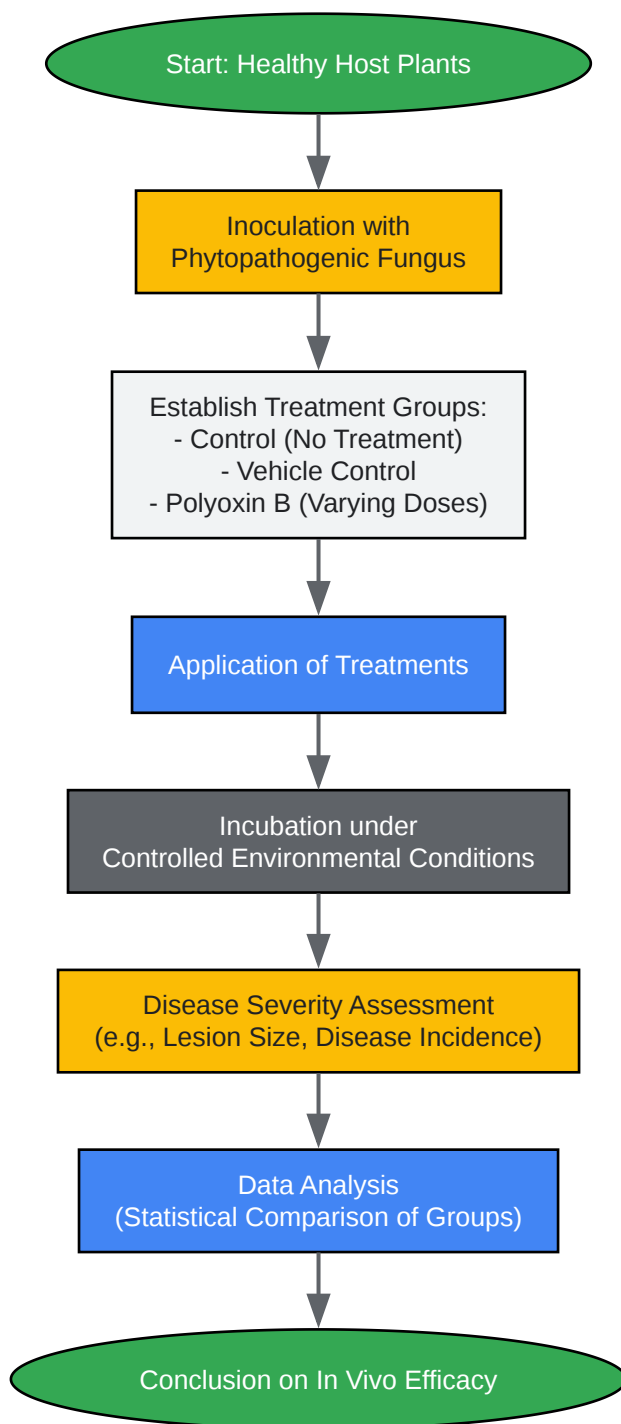 Start: Healthy Host Plants
Inoculation with
Phytopathogenic Fungus
Establish Treatment Groups:
- Control (No Treatment)
- Vehicle Control
- Polyoxin B (Varying Doses)
Application of Treatments
Incubation under
Controlled Environmental Conditions
Disease Severity Assessment
(e.g., Lesion Size, Disease Incidence)
Data Analysis
(Statistical Comparison of Groups)
Conclusion on In Vivo Efficacy